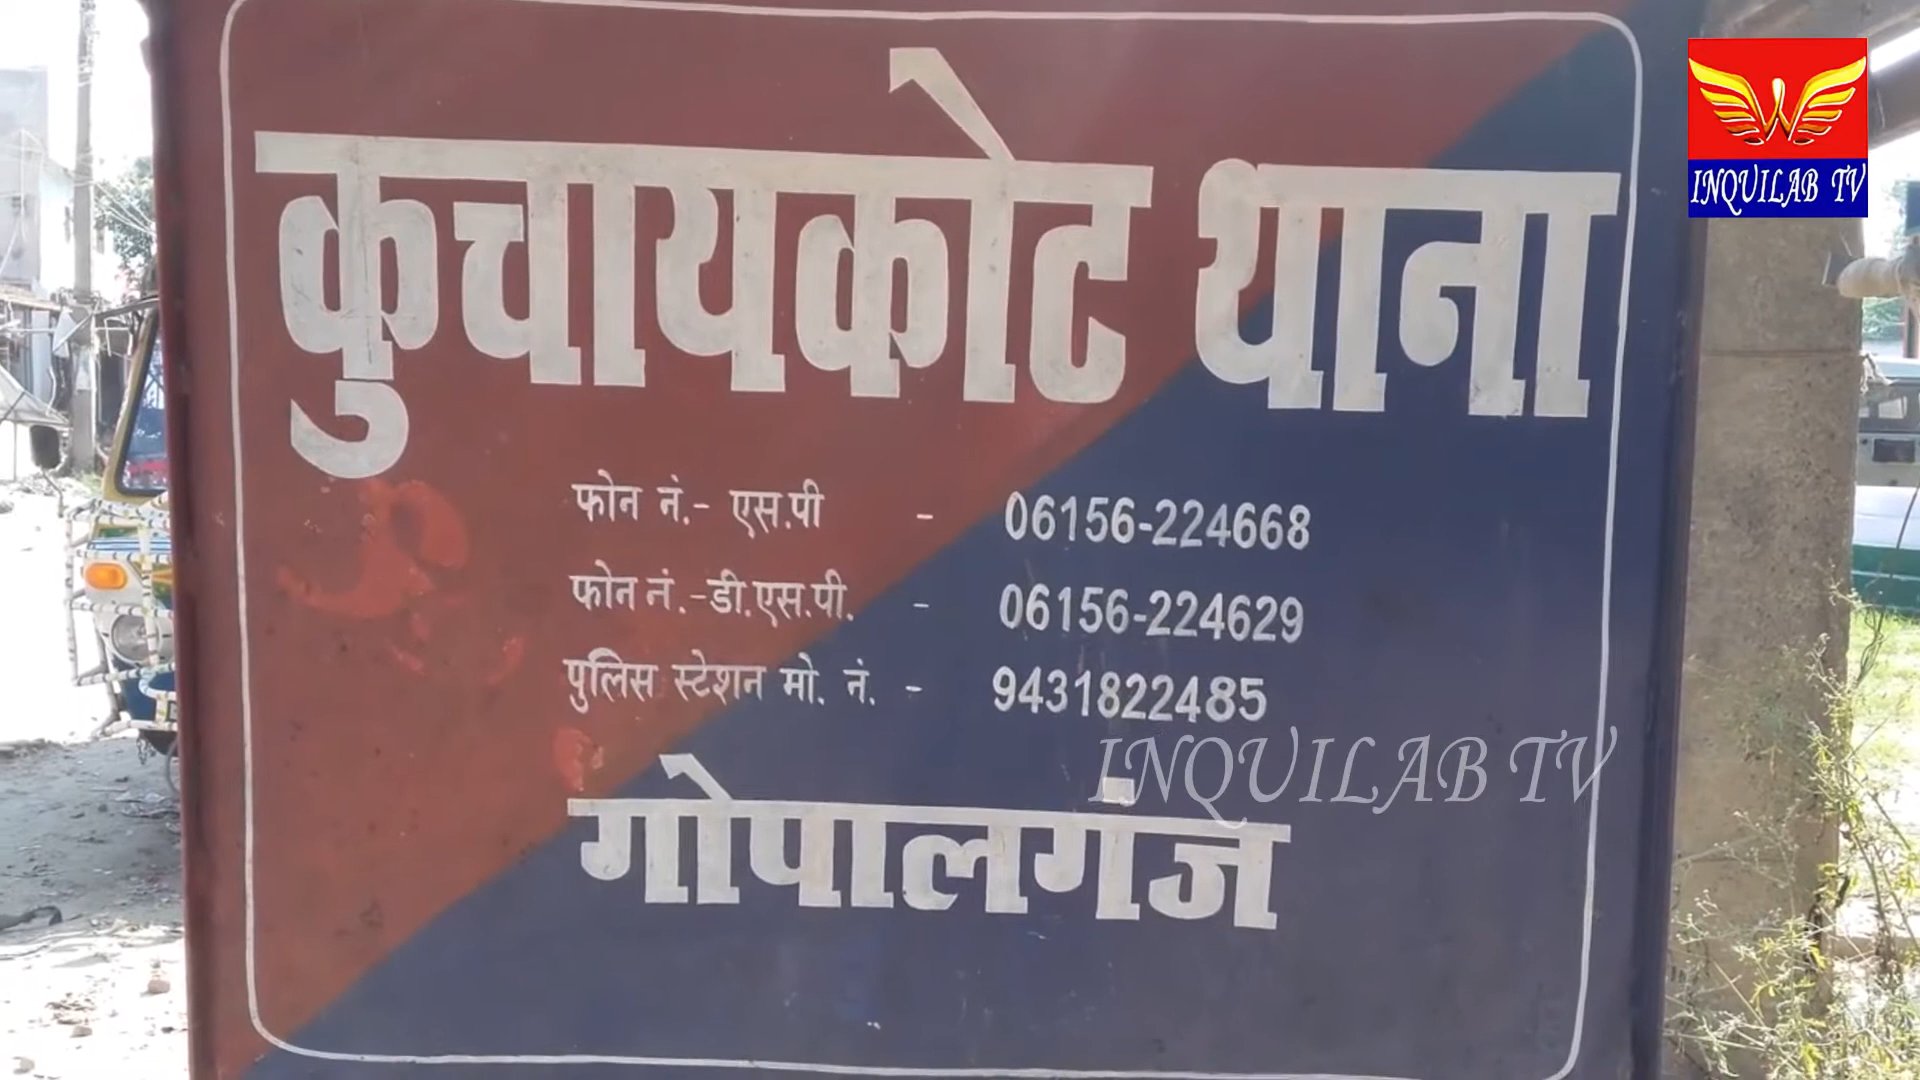 कुचायकोट थाना
फोन नं.- एस.पी - 06156-224668
फोन नं.-डी.एस.पी. - 06156-224629
पुलिस स्टेशन मो. नं. - 9431822485
गोपालगंज
INQUILAB TV
INQUILAB TV